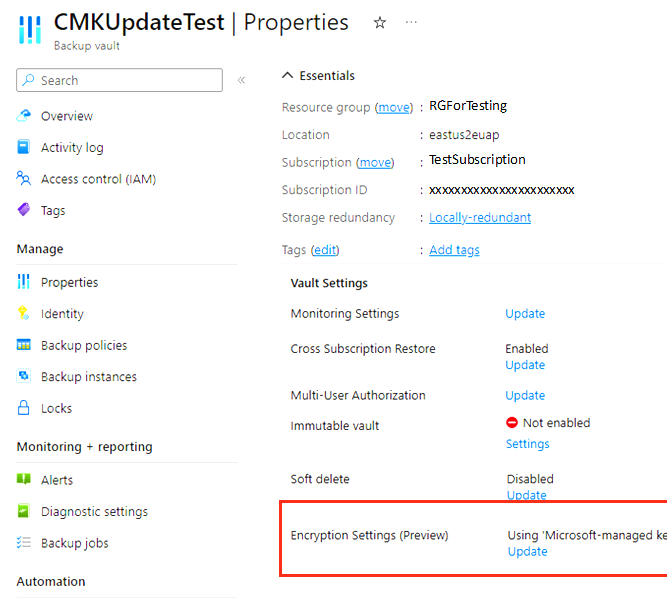 CMKUpdateTest | Properties
Backup vault
Search
Overview
Activity log
Access control (IAM)
Tags
Manage
Properties
Identity
Backup policies
Backup instances
Locks
Monitoring + reporting
Alerts
Diagnostic settings
Backup jobs
Automation
Essentials
Resource group (move) : RGForTesting
Location : eastus2euap
Subscription (move) : TestSubscription
Subscription ID : xxxxxxxxxxxxxxxxxxxxxxx
Storage redundancy : Locally-redundant
Tags (edit) : Add tags
Vault Settings
Monitoring Settings Update
Cross Subscription Restore Enabled
Update
Multi-User Authorization Update
Immutable vault Not enabled
Settings
Soft delete Disabled
Update
Encryption Settings (Preview) Using 'Microsoft-managed ke
Update